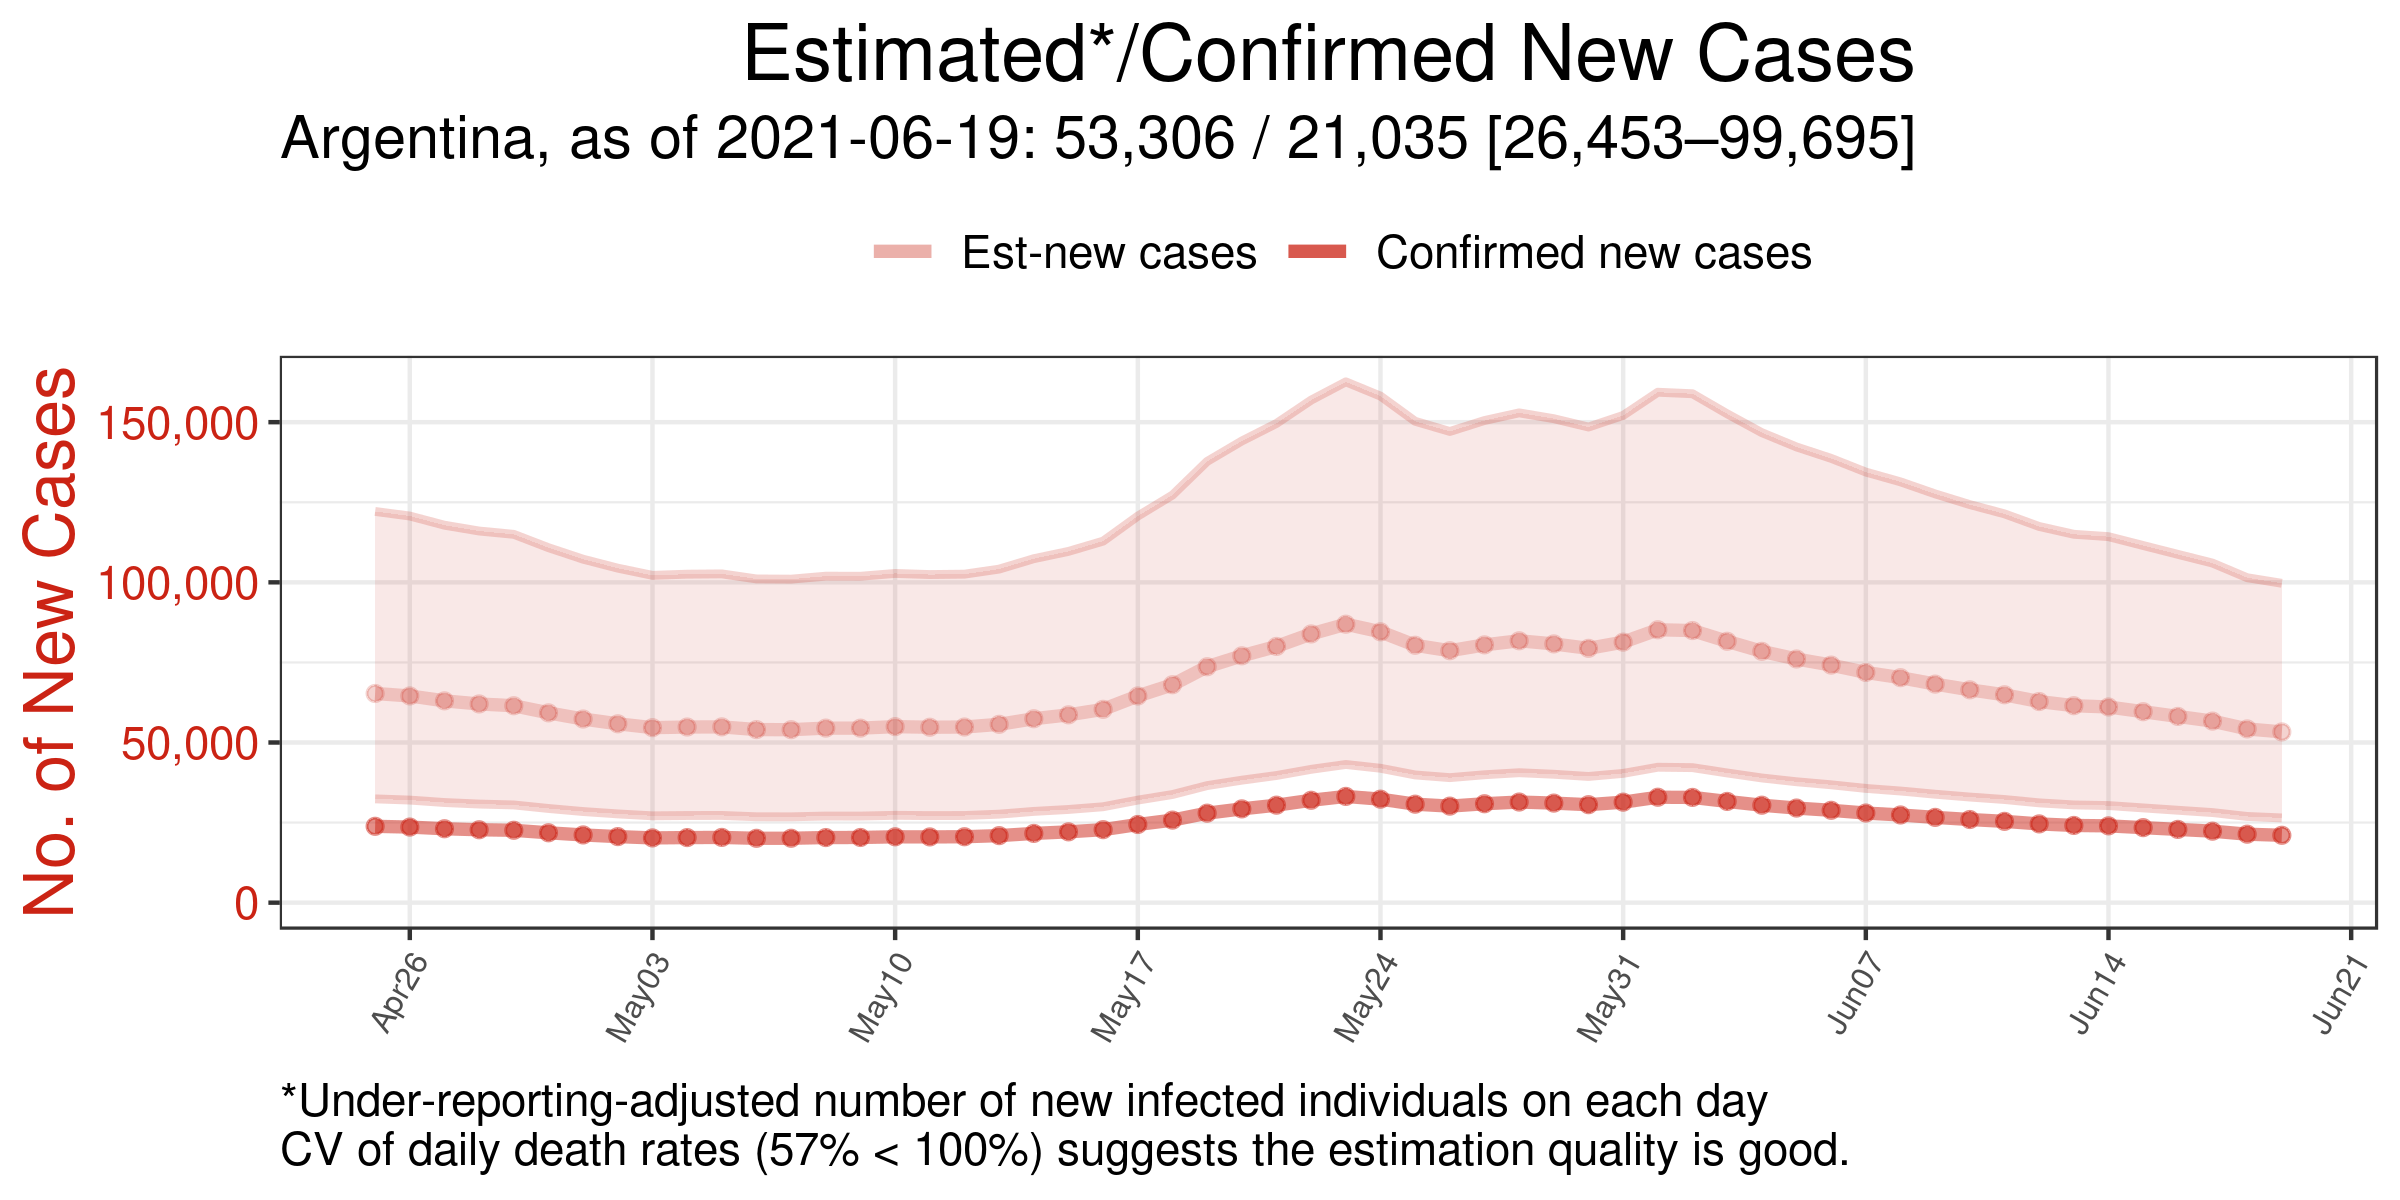 Estimated*/Confirmed New Cases
Argentina, as of 2021-06-19: 53,306 / 21,035 [26,453–99,695]
Est-new cases
Confirmed new cases
No. of New Cases
150,000
100,000
50,000
0
Apr26
May03
May10
May17
May24
May31
Jun07
Jun14
Jun21
*Under-reporting-adjusted number of new infected individuals on each day
CV of daily death rates (57% < 100%) suggests the estimation quality is good.